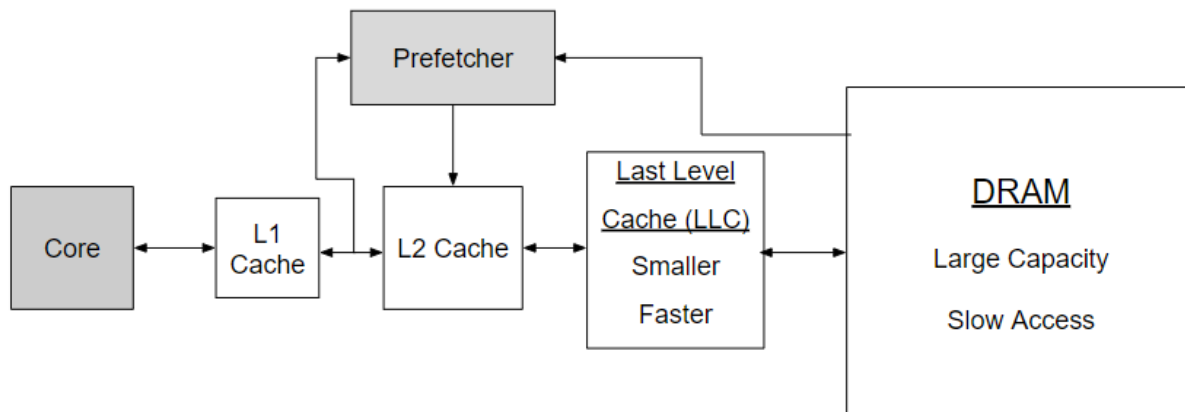 Prefetcher
Core
L1
Cache
L2 Cache
Last Level
Cache (LLC)
Smaller
Faster
DRAM
Large Capacity
Slow Access